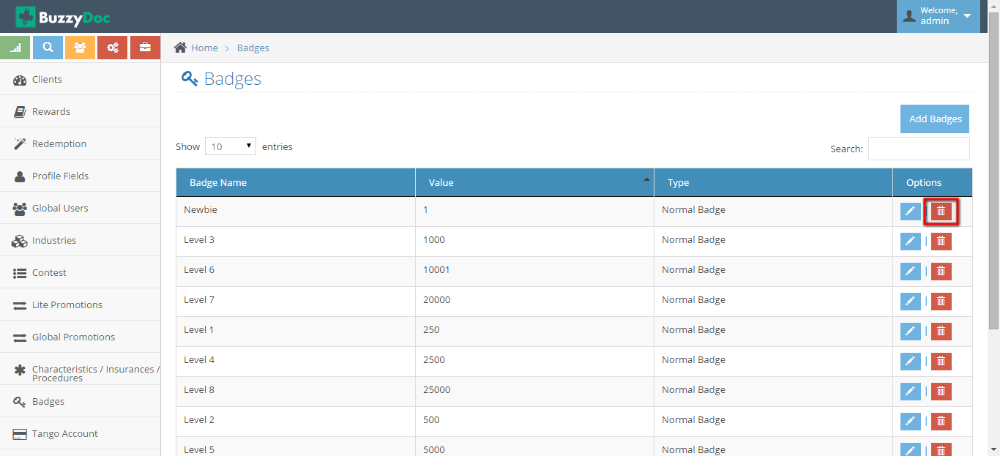 BuzzyDoc
Welcome,
admin
Home > Badges
Clients
Rewards
Redemption
Profile Fields
Global Users
Industries
Contest
Lite Promotions
Global Promotions
Characteristics / Insurances /
Procedures
Badges
Tango Account
Badges
Add Badges
Show 10 entries
Search:
Badge Name Value Type Options
Newbie 1 Normal Badge |
Level 3 1000 Normal Badge |
Level 6 10001 Normal Badge |
Level 7 20000 Normal Badge |
Level 1 250 Normal Badge |
Level 4 2500 Normal Badge |
Level 8 25000 Normal Badge |
Level 2 500 Normal Badge |
Level 5 5000 Normal Badge |